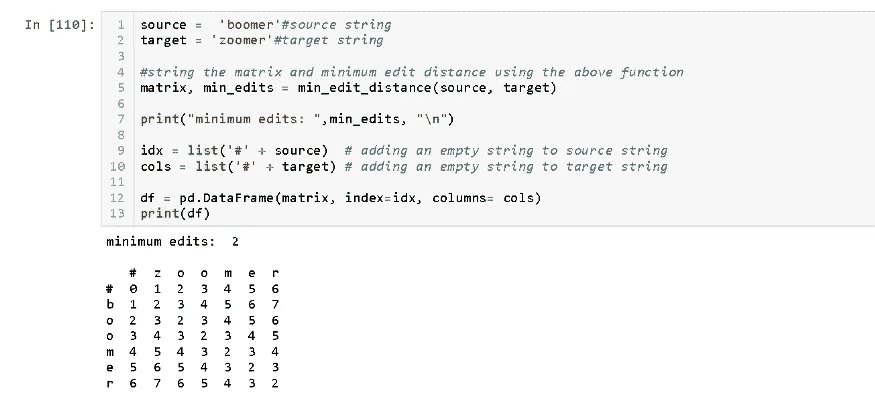 In [110]:
1 source =  'boomer'#source string
2 target = 'zoomer'#target string
3
4 #string the matrix and minimum edit distance using the above function
5 matrix, min_edits = min_edit_distance(source, target)
6
7 print("minimum edits: ",min_edits, "\n")
8
9 idx = list('#' + source)  # adding an empty string to source string
10 cols = list('#' + target) # adding an empty string to target string
11
12 df = pd.DataFrame(matrix, index=idx, columns= cols)
13 print(df)
minimum edits:  2
# z o o m e r
# 0 1 2 3 4 5 6
b 1 2 3 4 5 6 7
o 2 3 2 3 4 5 6
o 3 4 3 2 3 4 5
m 4 5 4 3 2 3 4
e 5 6 5 4 3 2 3
r 6 7 6 5 4 3 2